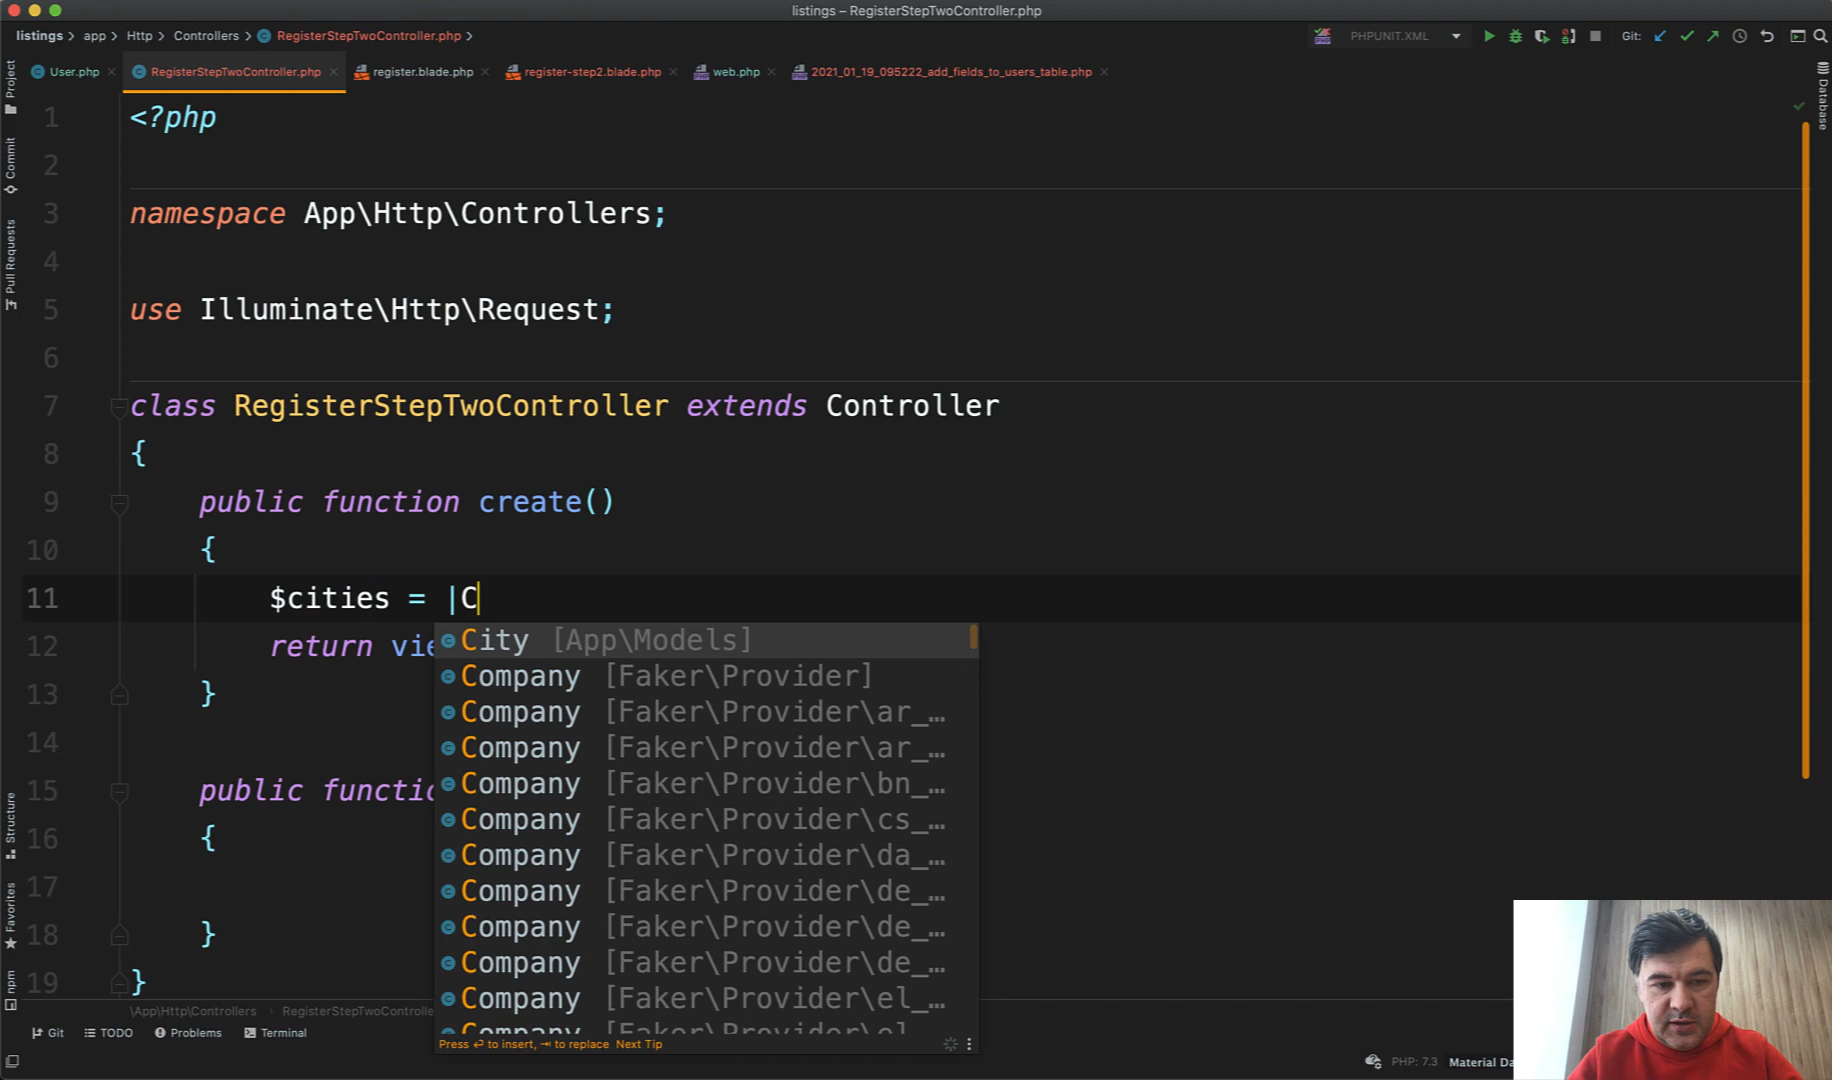 listings – RegisterStepTwoController.php
listings > app > Http > Controllers > RegisterStepTwoController.php >
PHPUNIT.XML
Git:
User.php
RegisterStepTwoController.php
register.blade.php
register-step2.blade.php
web.php
2021_01_19_095222_add_fields_to_users_table.php
Project
Commit
Pull Requests
Structure
Favorites
npm
Database
1 <?php
2
3 namespace App\Http\Controllers;
4
5 use Illuminate\Http\Request;
6
7 class RegisterStepTwoController extends Controller
8 {
9 public function create()
10 {
11 $cities = |C
12 return vie
13 }
14
15 public functio
16 {
17
18 }
19 }
City [App\Models]
Company [Faker\Provider]
Company [Faker\Provider\ar_…
Company [Faker\Provider\ar_…
Company [Faker\Provider\bn_…
Company [Faker\Provider\cs_…
Company [Faker\Provider\da_…
Company [Faker\Provider\de_…
Company [Faker\Provider\de_…
Company [Faker\Provider\de_…
Company [Faker\Provider\el_…
Press ⏎ to insert, ⇥ to replace Next Tip
\App\Http\Controllers > RegisterStepTwoControlle
Git
TODO
Problems
Terminal
PHP: 7.3
Material Da